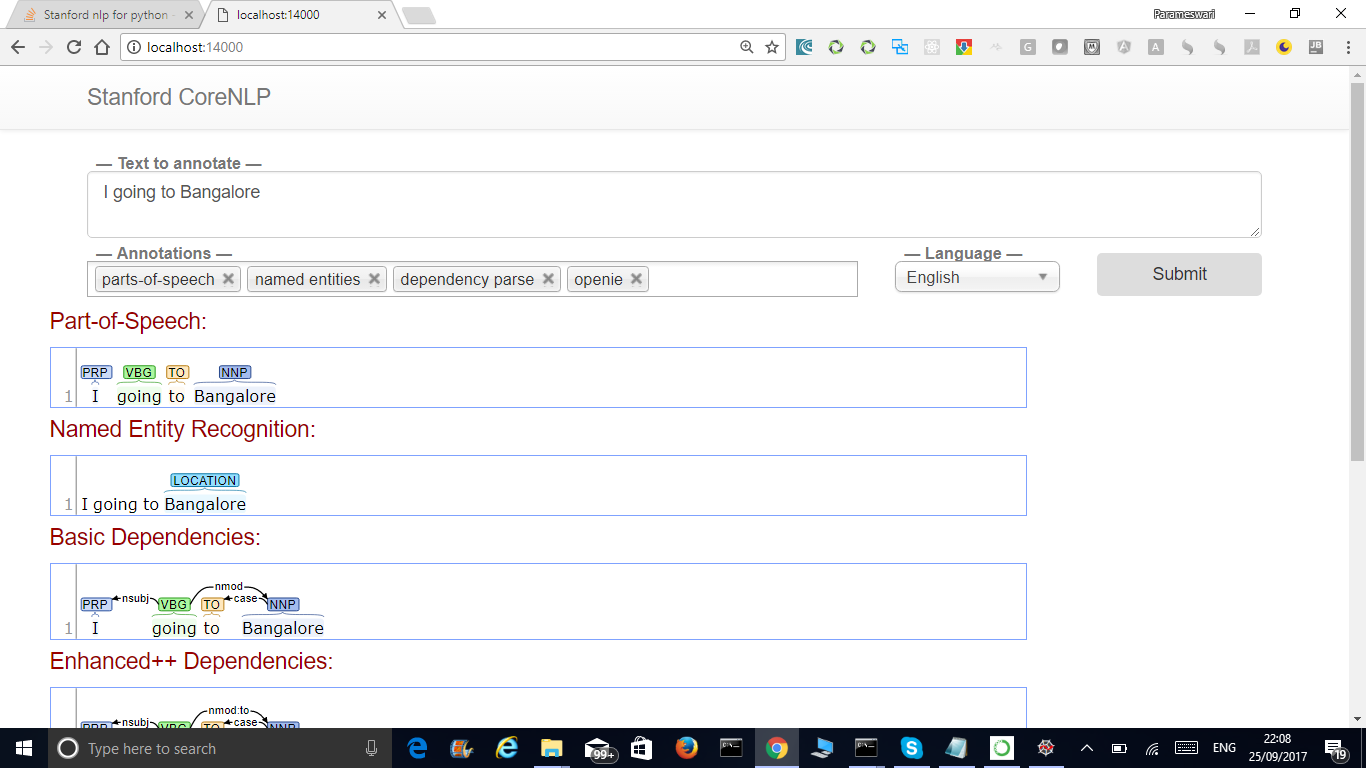 Stanford nlp for python -
localhost:14000
Parameswari
localhost:14000
Stanford CoreNLP
— Text to annotate —
I going to Bangalore
— Annotations —
— Language —
parts-of-speech
named entities
dependency parse
openie
English
Submit
Part-of-Speech:
PRP VBG TO NNP
1 I going to Bangalore
Named Entity Recognition:
LOCATION
1 I going to Bangalore
Basic Dependencies:
nmod
nsubj case
PRP VBG TO NNP
1 I going to Bangalore
Enhanced++ Dependencies:
nmod:to
nsubj case
PRP VBG TO NNP
Type here to search
99+
ENG
22:08
25/09/2017
19